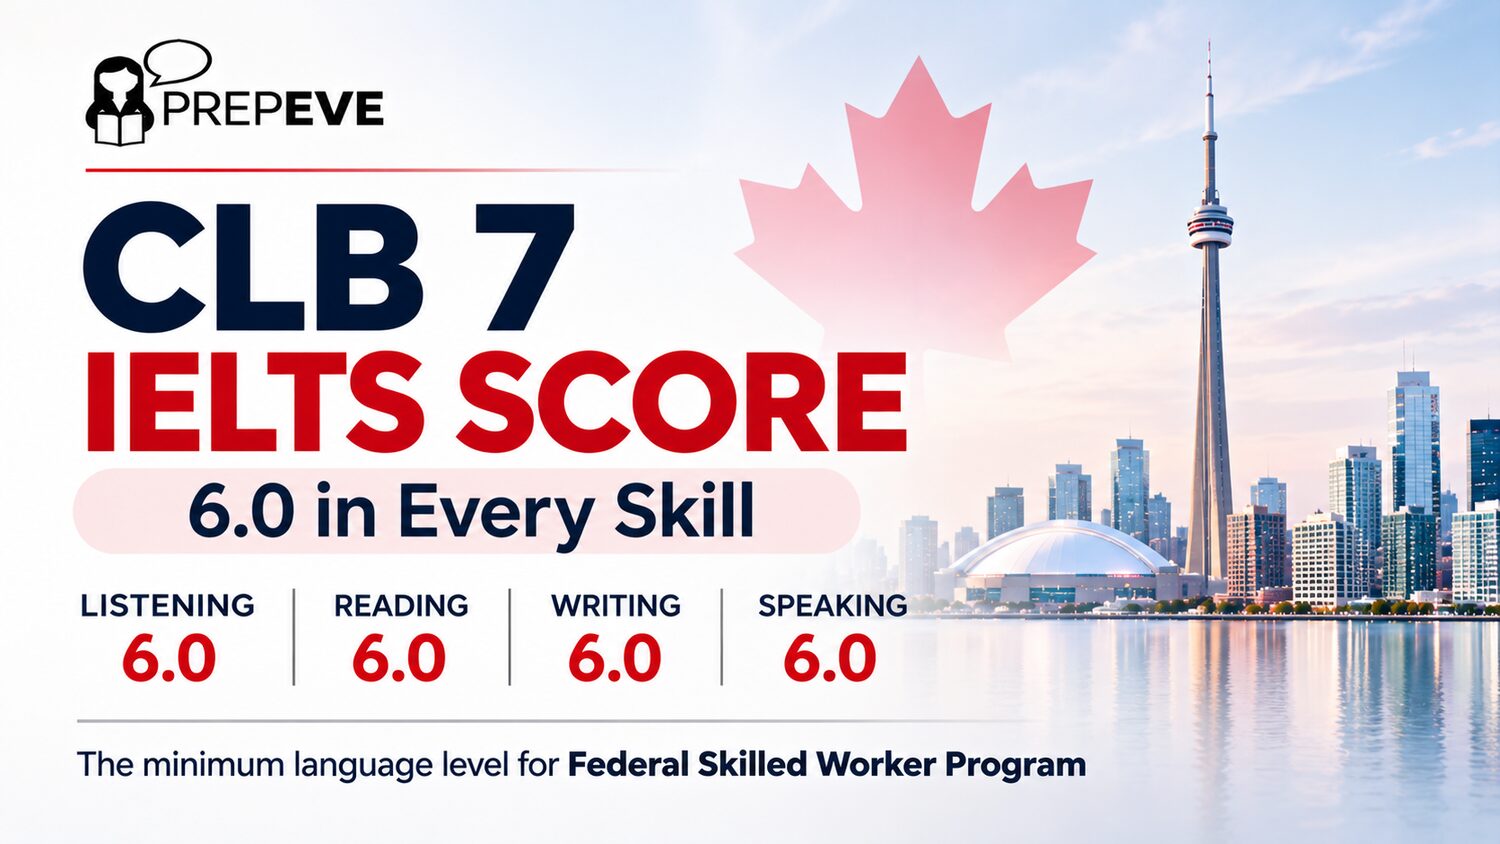 PREPEVE
CLB 7
IELTS SCORE
6.0 in Every Skill
LISTENING
6.0
READING
6.0
WRITING
6.0
SPEAKING
6.0
The minimum language level for Federal Skilled Worker Program